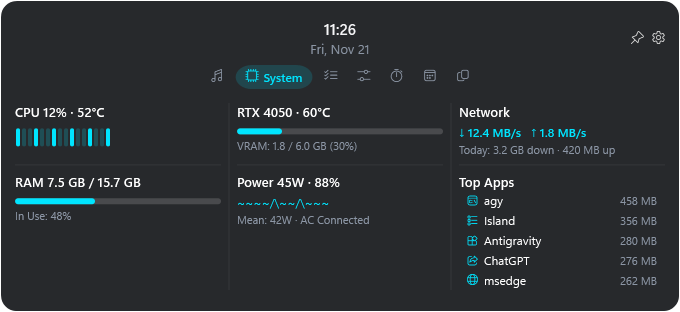 11:26
Fri, Nov 21
System
CPU 12% · 52°C
RAM 7.5 GB / 15.7 GB
In Use: 48%
RTX 4050 · 60°C
VRAM: 1.8 / 6.0 GB (30%)
Power 45W · 88%
~~~~/\~~/\~~~
Mean: 42W · AC Connected
Network
↓ 12.4 MB/s ↑ 1.8 MB/s
Today: 3.2 GB down · 420 MB up
Top Apps
agy 458 MB
Island 356 MB
Antigravity 280 MB
ChatGPT 276 MB
msedge 262 MB